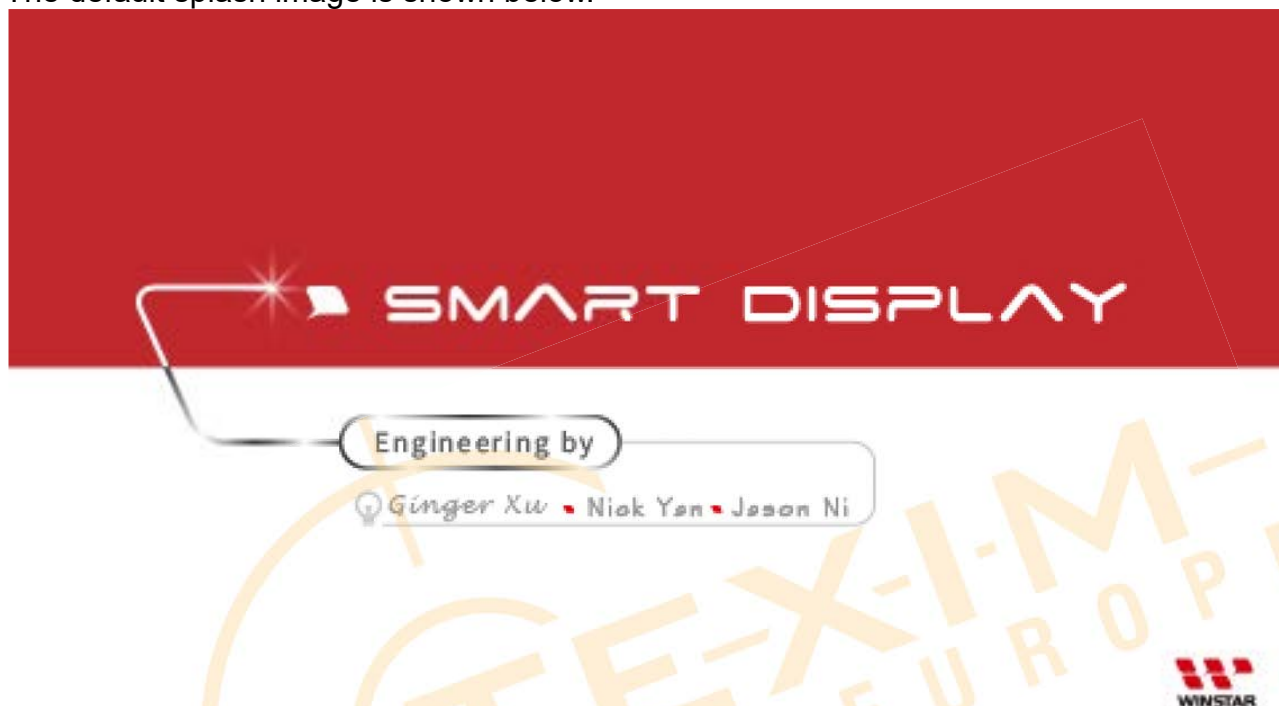 The default splash image is shown below.
SMART DISPLAY
Engineering by
Ginger Xu ▪ Nick Yan ▪ Jason Ni
TEXIM
EUROP
WINSTAR